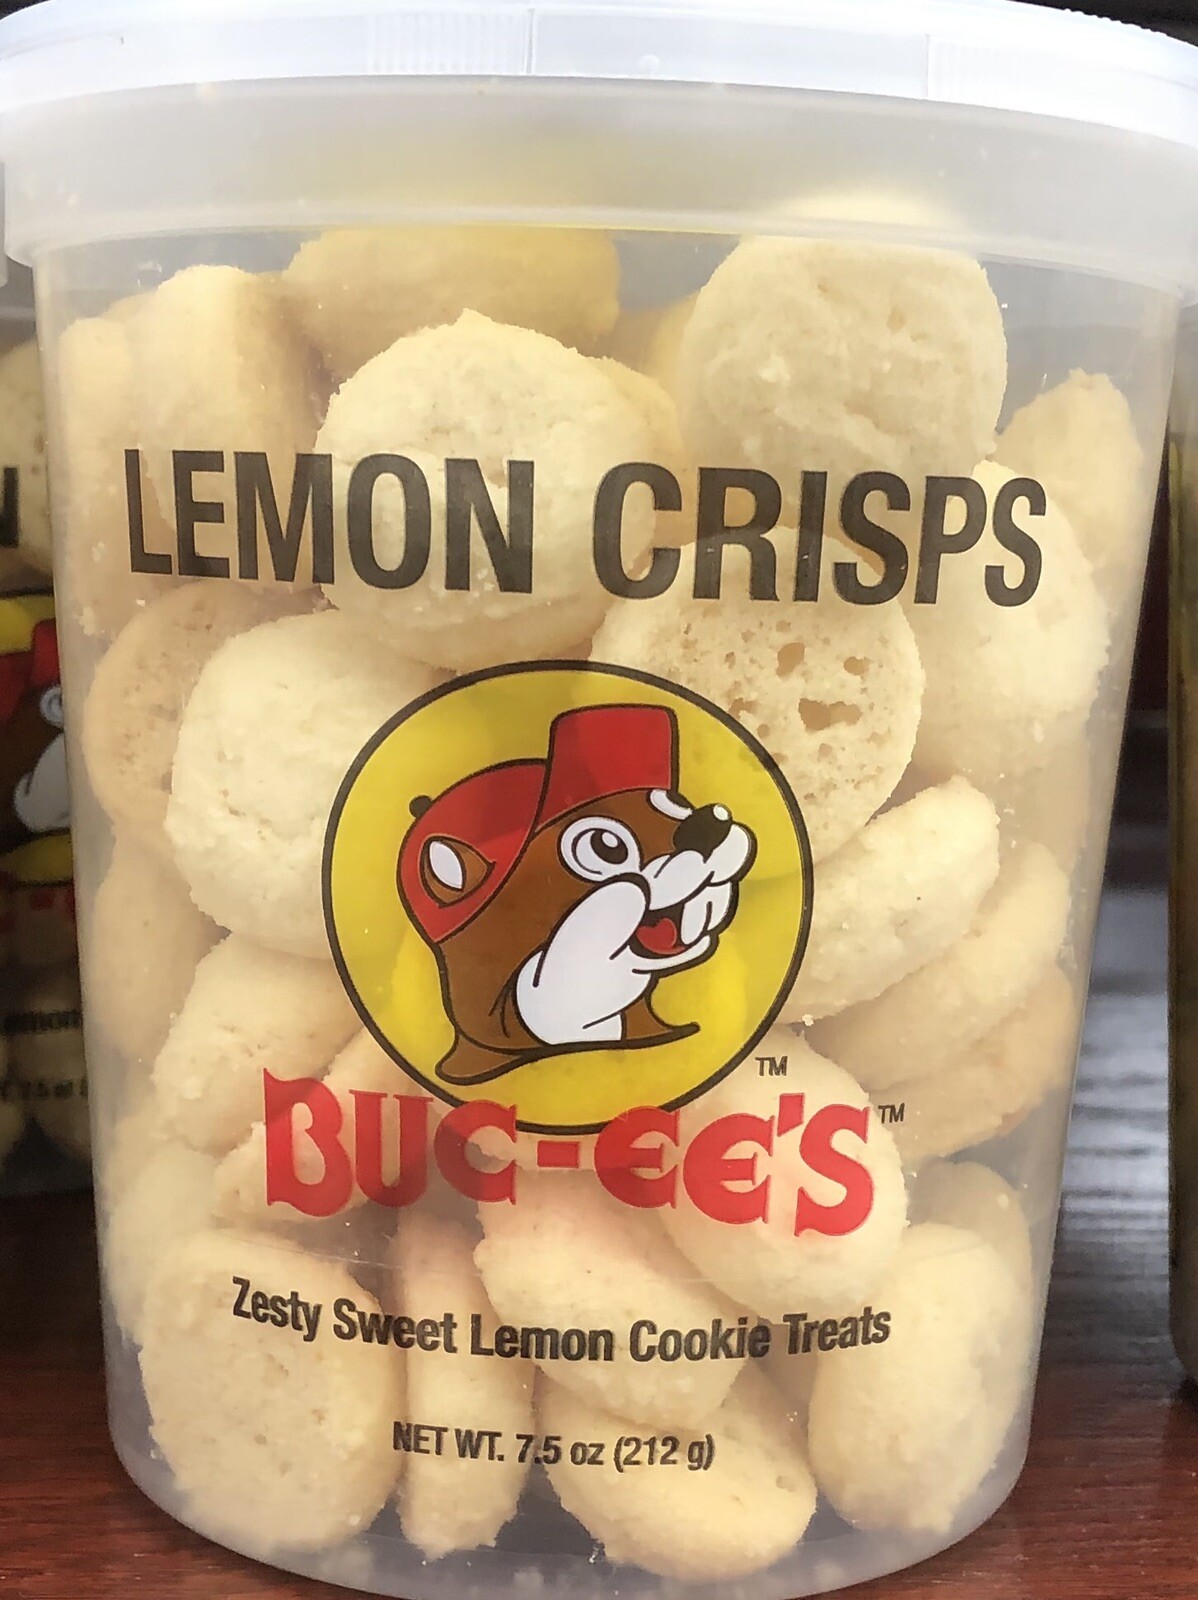 LEMON CRISPS
TM
BUC-EE'S TM
Zesty Sweet Lemon Cookie Treats
NET WT. 7.5 oz (212 g)